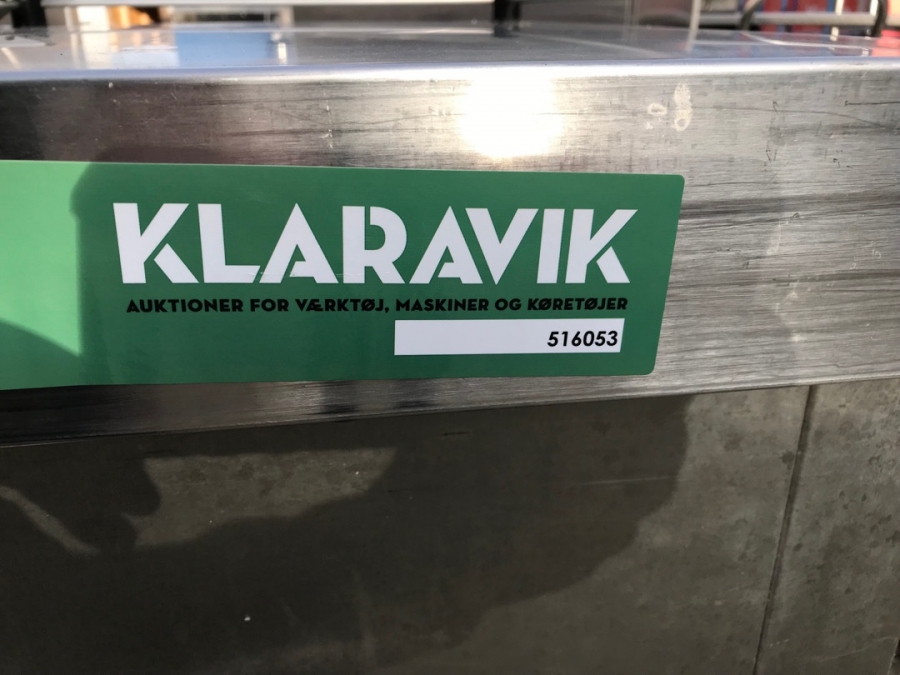 KLARAVIK
AUKTIONER FOR VÆRKTØJ, MASKINER OG KØRETØJER
516053